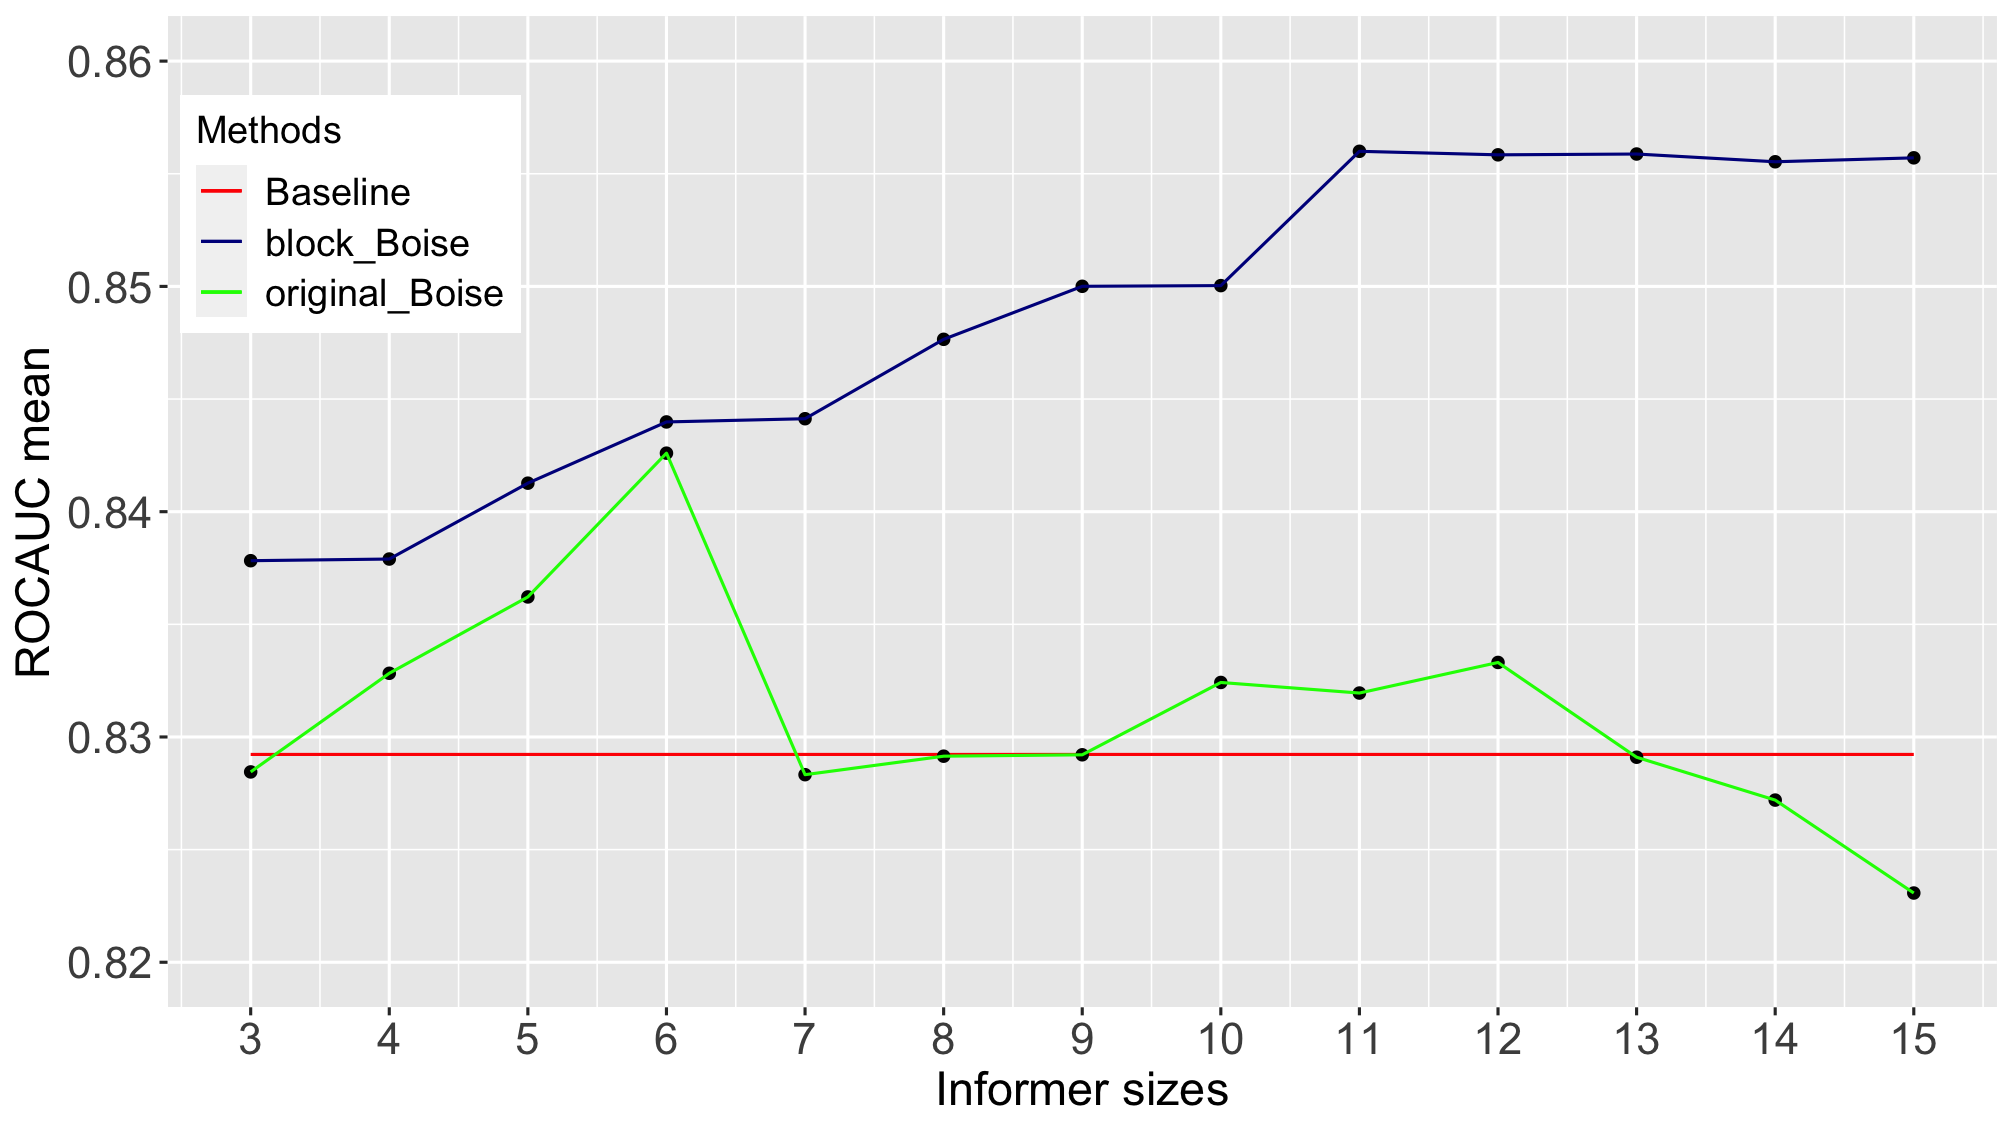 0.86
0.85
0.84
0.83
0.82
ROCAUC mean
Methods
Baseline
block_Boise
original_Boise
3 4 5 6 7 8 9 10 11 12 13 14 15
Informer sizes